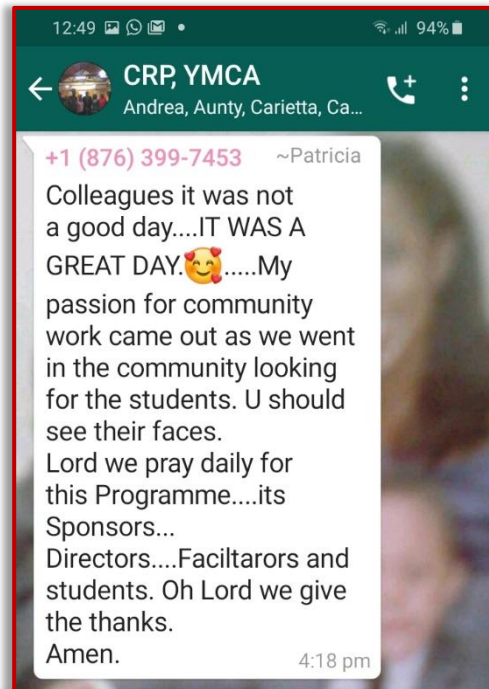 12:49
94%
CRP, YMCA
Andrea, Aunty, Carietta, Ca...
+1 (876) 399-7453 ~Patricia
Colleagues it was not
a good day....IT WAS A
GREAT DAY.🥰.....My
passion for community
work came out as we went
in the community looking
for the students. U should
see their faces.
Lord we pray daily for
this Programme....its
Sponsors...
Directors....Faciltarors and
students. Oh Lord we give
the thanks.
Amen.
4:18 pm